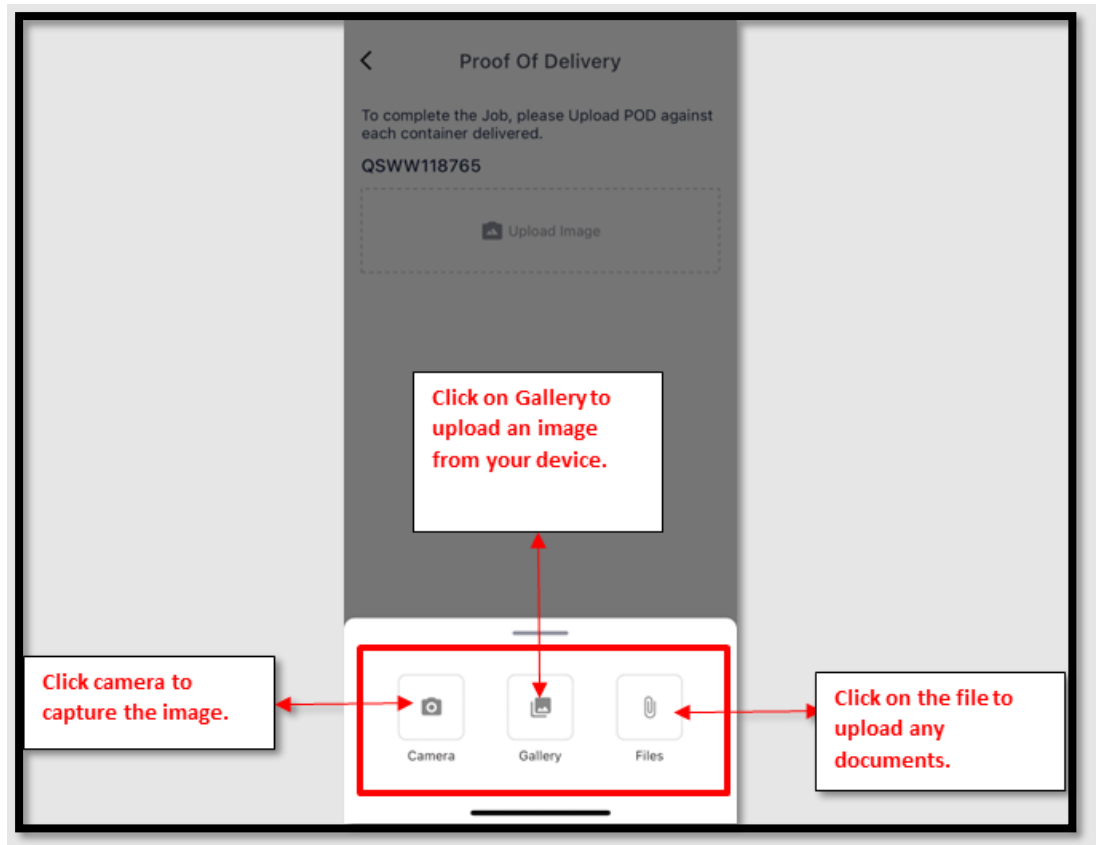 Proof Of Delivery
To complete the Job, please Upload POD against
each container delivered.
QSWW118765
Upload Image
Click on Gallery to
upload an image
from your device.
Click camera to
capture the image.
Click on the file to
upload any
documents.
Camera
Gallery
Files